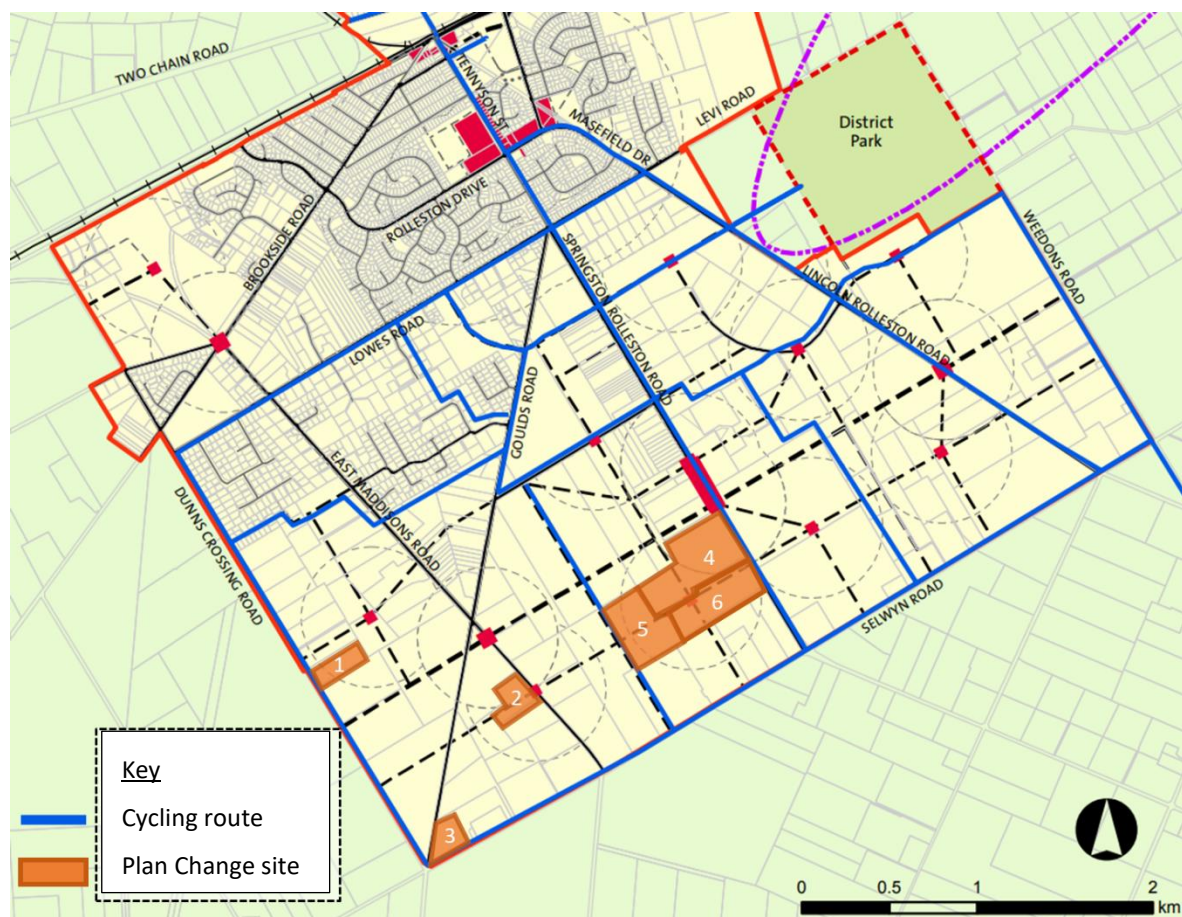 TWO CHAIN ROAD
TENNYSON ST
MASEFIELD DR
LEVI ROAD
District
Park
ROLLESTON DRIVE
BROOKSIDE ROAD
WEEDONS ROAD
SPRINGSTON ROLLESTON ROAD
LINCOLN ROLLESTON ROAD
LOWES ROAD
GOULDS ROAD
EAST MADDISONS ROAD
DUNNS CROSSING ROAD
SELWYN ROAD
4
6
5
1
2
3
Key
Cycling route
Plan Change site
0 0.5 1 2
km